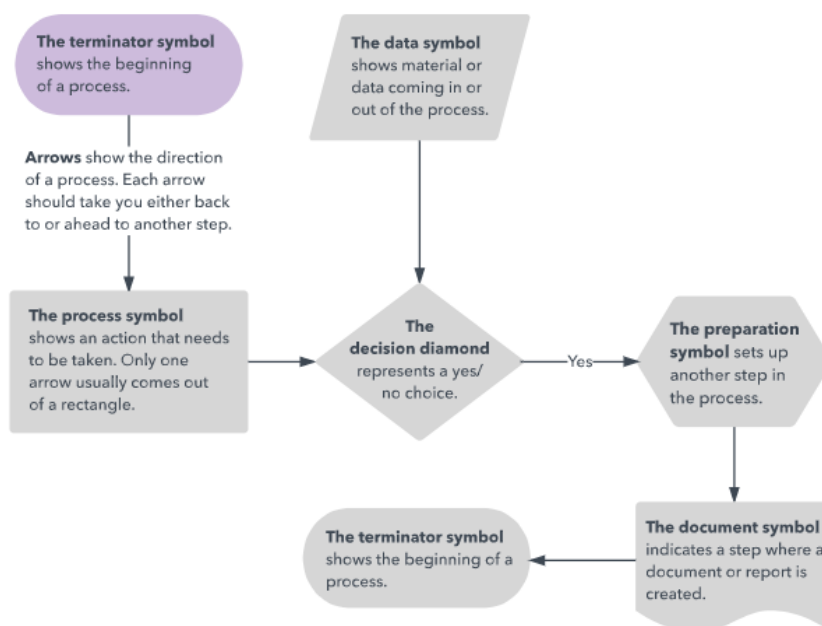 The terminator symbol
shows the beginning
of a process.
The data symbol
shows material or
data coming in or
out of the process.
Arrows show the direction
of a process. Each arrow
should take you either back
to or ahead to another step.
The process symbol
shows an action that needs
to be taken. Only one
arrow usually comes out
of a rectangle.
The
decision diamond
represents a yes/
no choice.
Yes
The preparation
symbol sets up
another step in
the process.
The document symbol
indicates a step where a
document or report is
created.
The terminator symbol
shows the beginning of a
process.